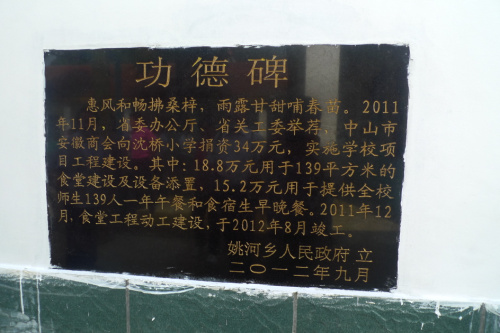 功德碑
惠风和畅拂桑梓，雨露甘甜哺春苗。2011
年11月，省委办公厅、省关工委举荐，中山市
安徽商会向沈桥小学捐资34万元，实施学校项
目工程建设。其中：18.8万元用于139平方米的
食堂建设及设备添置，15.2万元用于提供全校
师生139人一年午餐和食宿生早晚餐。2011年12
月，食堂工程动工建设，于2012年8月竣工。
姚河乡人民政府 立
二〇一二年九月